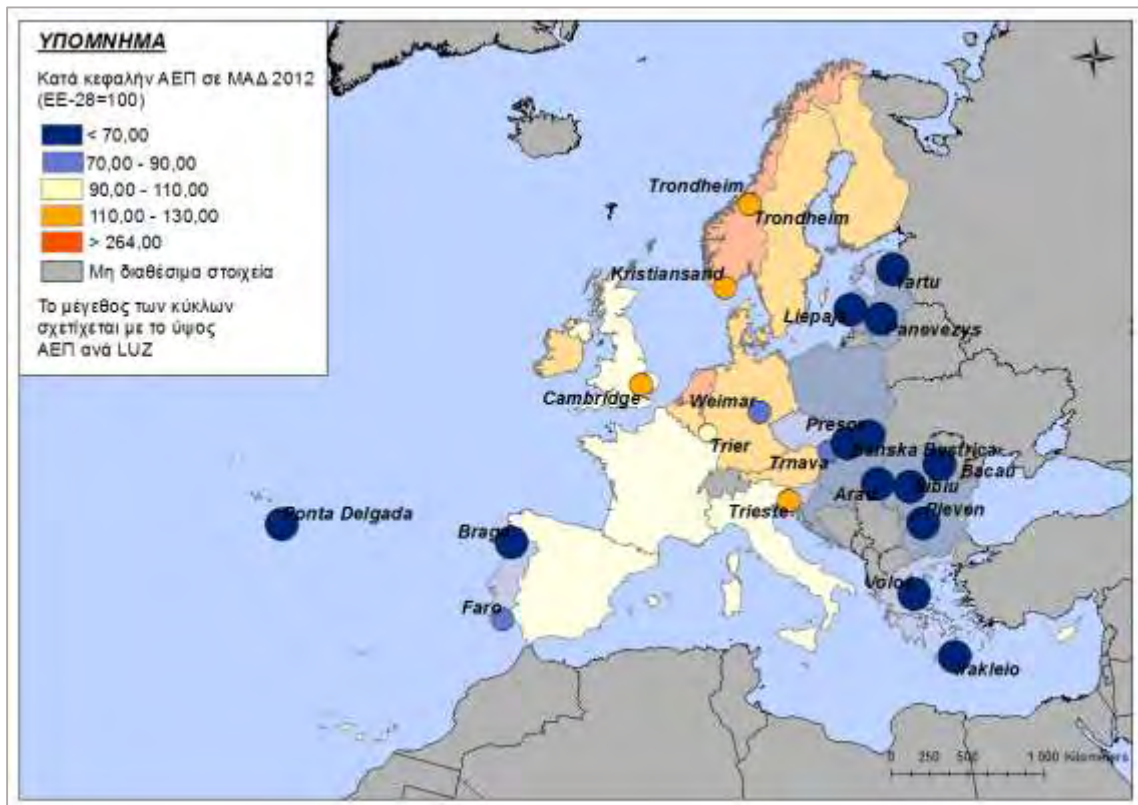 ΥΠΟΜΝΗΜΑ
Κατά κεφαλήν ΑΕΠ σε ΜΑΔ 2012
(ΕΕ-28=100)
< 70,00
70,00 - 90,00
90,00 - 110,00
110,00 - 130,00
> 264,00
Μη διαθέσιμα στοιχεία
Το μέγεθος των κύκλων
σχετίζεται με το ύψος
ΑΕΠ ανά LUZ
Trondheim
Trondheim
Kristiansand
Tartu
Liepaja
Panevezys
Cambridge
Weimar
Presov
Trier
Banska Bystrica
Trnava
Bacau
Arad
Sibiu
Trieste
Pleven
Ponta Delgada
Braga
Volos
Faro
Irakleio
0 250 500 1 000 Kilometers